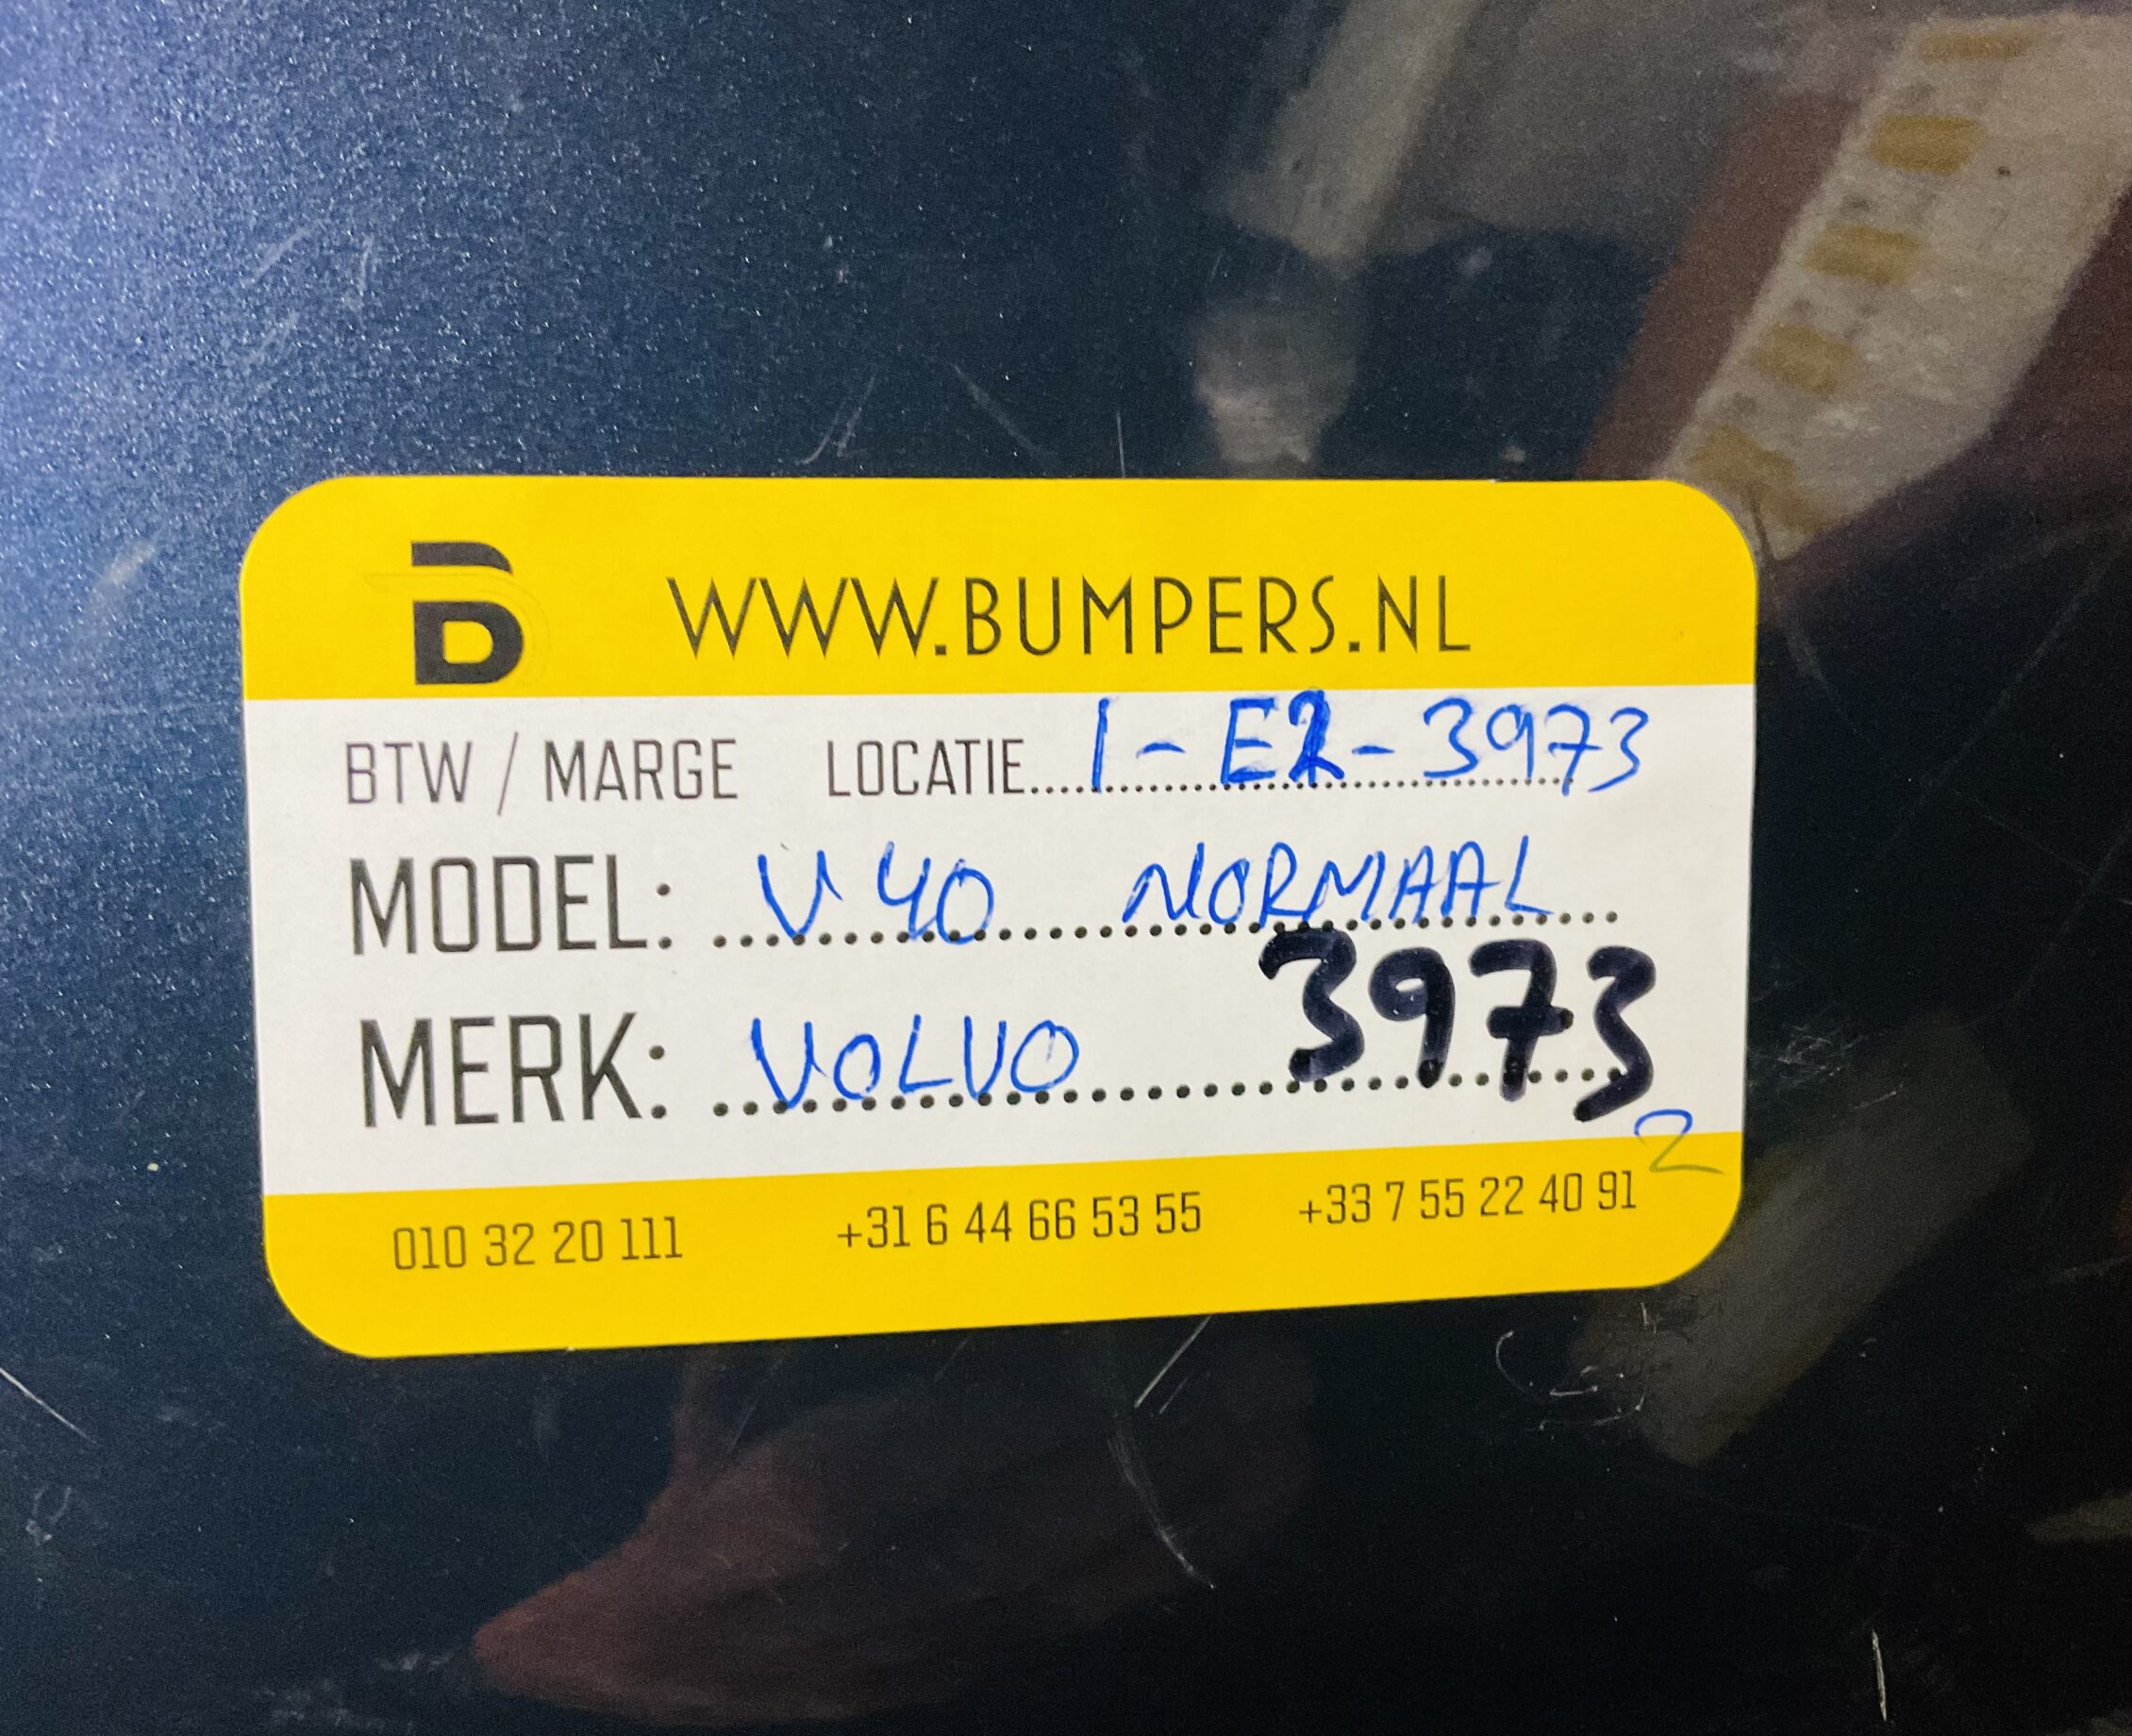 B WWW.BUMPERS.NL
BTW / MARGE LOCATIE.... 1 - E2 - 3973
MODEL: V40 NORMAAL
MERK: VOLVO 3973
2
010 32 20 111 +31 6 44 66 53 55 +33 7 55 22 40 91